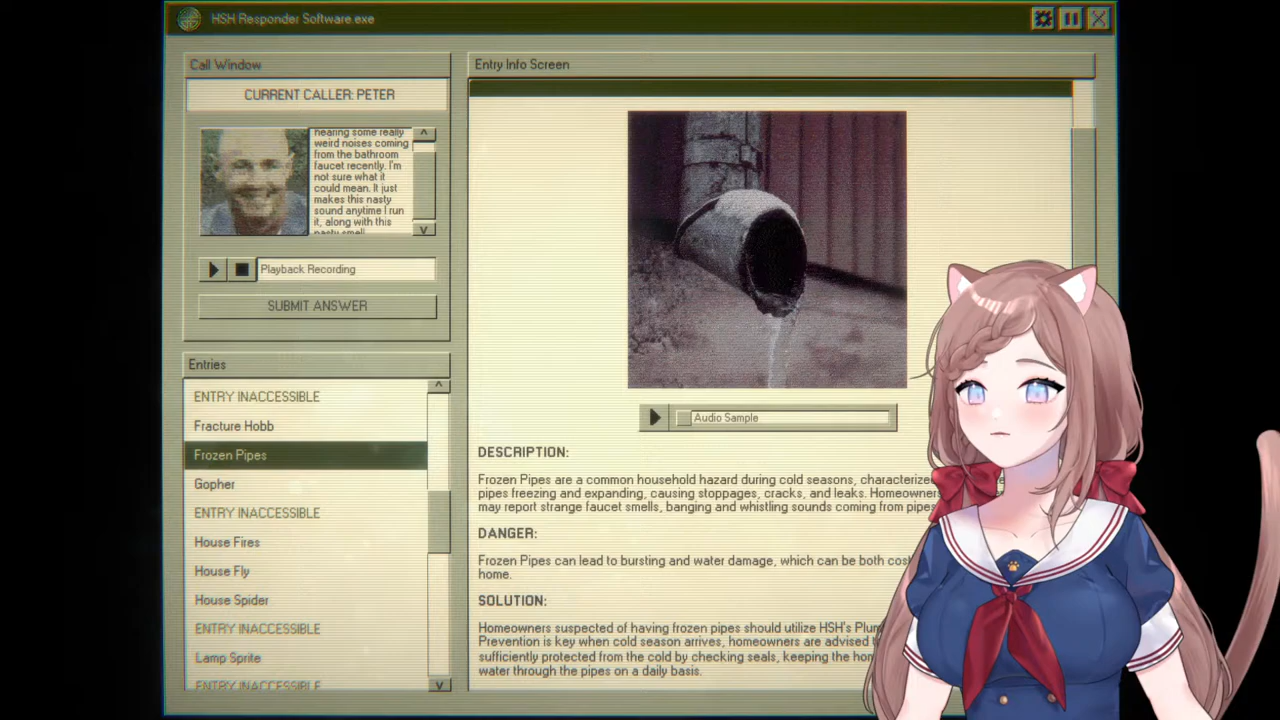 HSH Responder Software.exe
Call Window
CURRENT CALLER: PETER
hearing some really
weird noises coming
from the bathroom
faucet recently. I'm
not sure what it
could mean. It just
makes this nasty
sound anytime I run
it, along with this
nasty smell
Playback Recording
SUBMIT ANSWER
Entries
ENTRY INACCESSIBLE
Fracture Hobb
Frozen Pipes
Gopher
ENTRY INACCESSIBLE
House Fires
House Fly
House Spider
ENTRY INACCESSIBLE
Lamp Sprite
ENTRY INACCESSIBLE
Entry Info Screen
Audio Sample
DESCRIPTION:
Frozen Pipes are a common household hazard during cold seasons, characterized
pipes freezing and expanding, causing stoppages, cracks, and leaks. Homeowners
may report strange faucet smells, banging and whistling sounds coming from pipes
DANGER:
Frozen Pipes can lead to bursting and water damage, which can be both
home.
SOLUTION:
Homeowners suspected of having frozen pipes should utilize HSH's
Prevention is key when cold season arrives, homeowners are advised
sufficiently protected from the cold by checking seals, keeping the
water through the pipes on a daily basis.